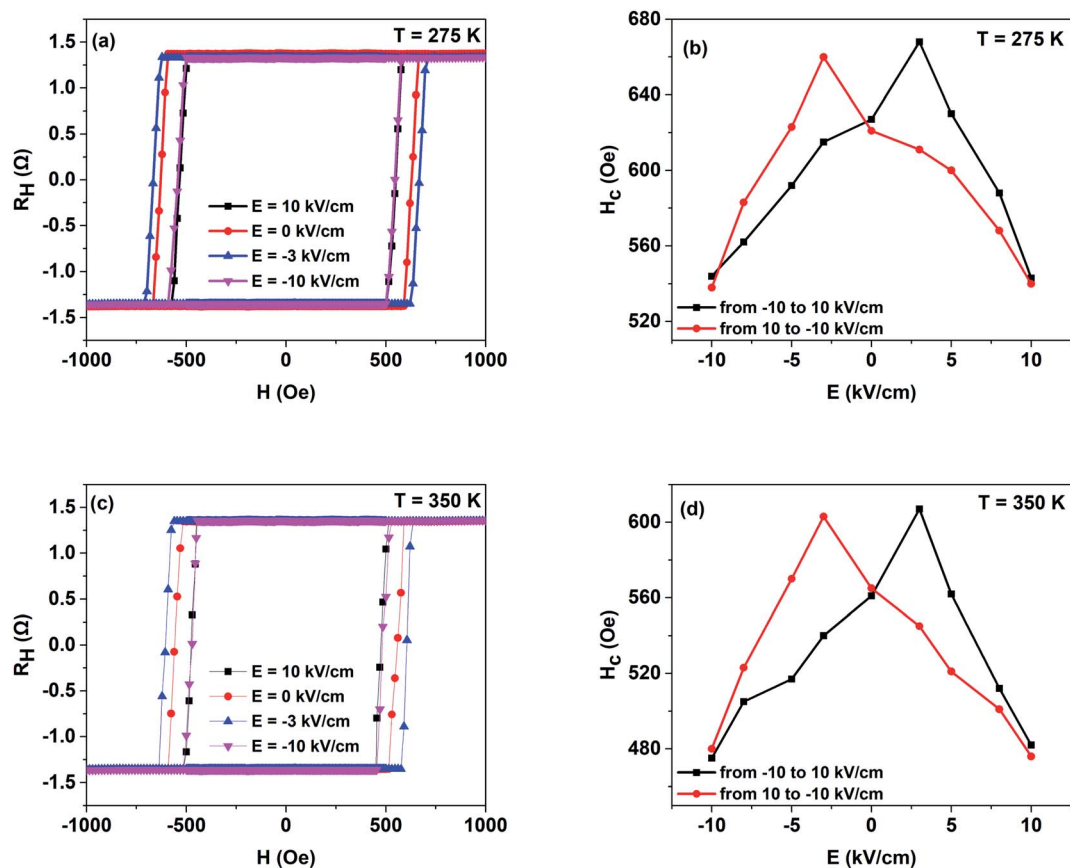 (a)
T = 275 K
1.5
1.0
0.5
0.0
-0.5
-1.0
-1.5
R_H (Ω)
E = 10 kV/cm
E = 0 kV/cm
E = -3 kV/cm
E = -10 kV/cm
-1000 -500 0 500 1000
H (Oe)
(b)
T = 275 K
680
640
600
560
520
H_C (Oe)
from -10 to 10 kV/cm
from 10 to -10 kV/cm
-10 -5 0 5 10
E (kV/cm)
(c)
T = 350 K
1.5
1.0
0.5
0.0
-0.5
-1.0
-1.5
R_H (Ω)
E = 10 kV/cm
E = 0 kV/cm
E = -3 kV/cm
E = -10 kV/cm
-1000 -500 0 500 1000
H (Oe)
(d)
T = 350 K
600
560
520
480
H_C (Oe)
from -10 to 10 kV/cm
from 10 to -10 kV/cm
-10 -5 0 5 10
E (kV/cm)